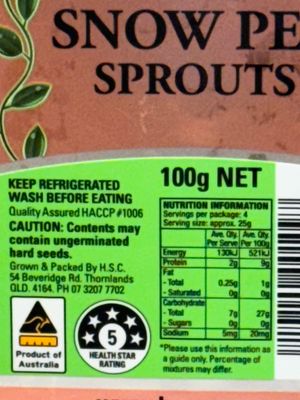 SNOW PE
SPROUTS
100g NET
KEEP REFRIGERATED
WASH BEFORE EATING
Quality Assured HACCP #1006
CAUTION: Contents may
contain ungerminated
hard seeds.
Grown & Packed By H.S.C.
54 Beveridge Rd. Thornlands
QLD. 4164. PH 07 3207 7702
Product of
Australia
5
HEALTH STAR
RATING
NUTRITION INFORMATION
Servings per package: 4
Serving size: approx. 25g
Ave. Qty. Ave. Qty.
Per Serve Per 100g
Energy 130kJ 521kJ
Protein 2g 9g
Fat
- Total 0.25g 1g
- Saturated 0g 0g
Carbohydrate
- Total 7g 27g
- Sugars 0g 0g
Sodium 5mg 20mg
*Please use this information as
a guide only. Percentage of
mixtures may differ.